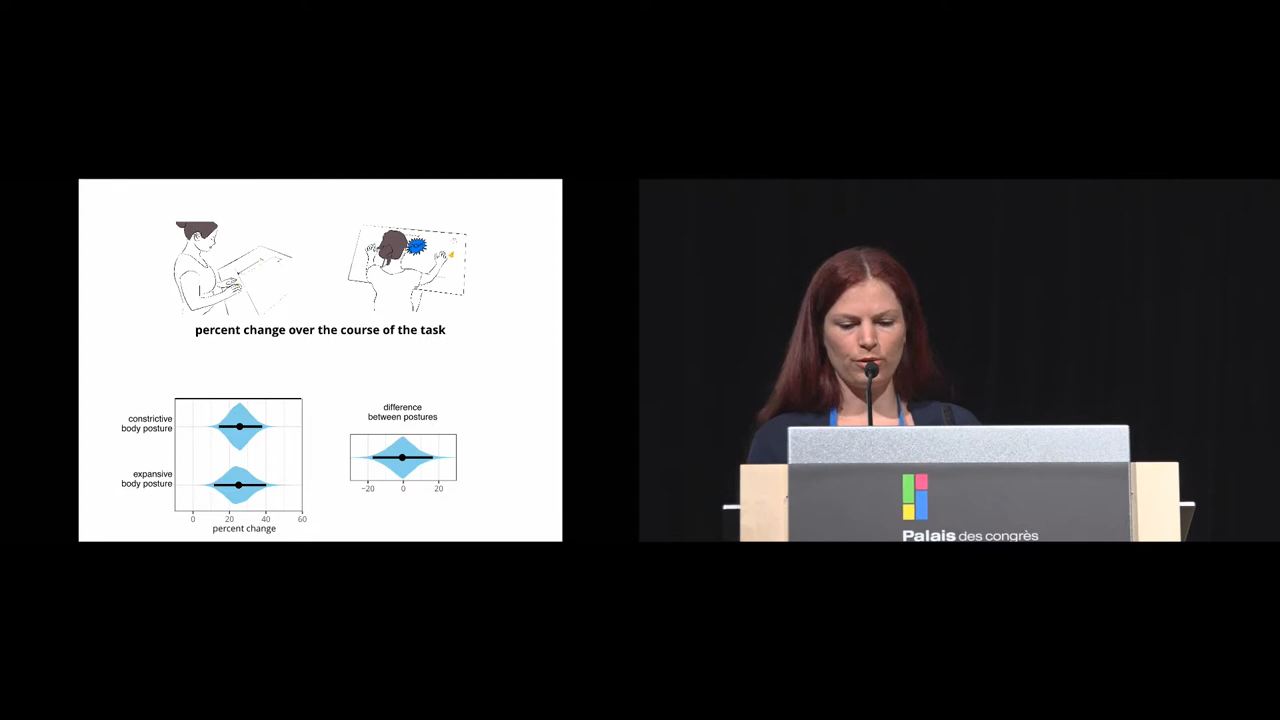 percent change over the course of the task
constrictive
body posture
expansive
body posture
0 20 40 60
percent change
difference
between postures
−20 0 20
Palais des congrès